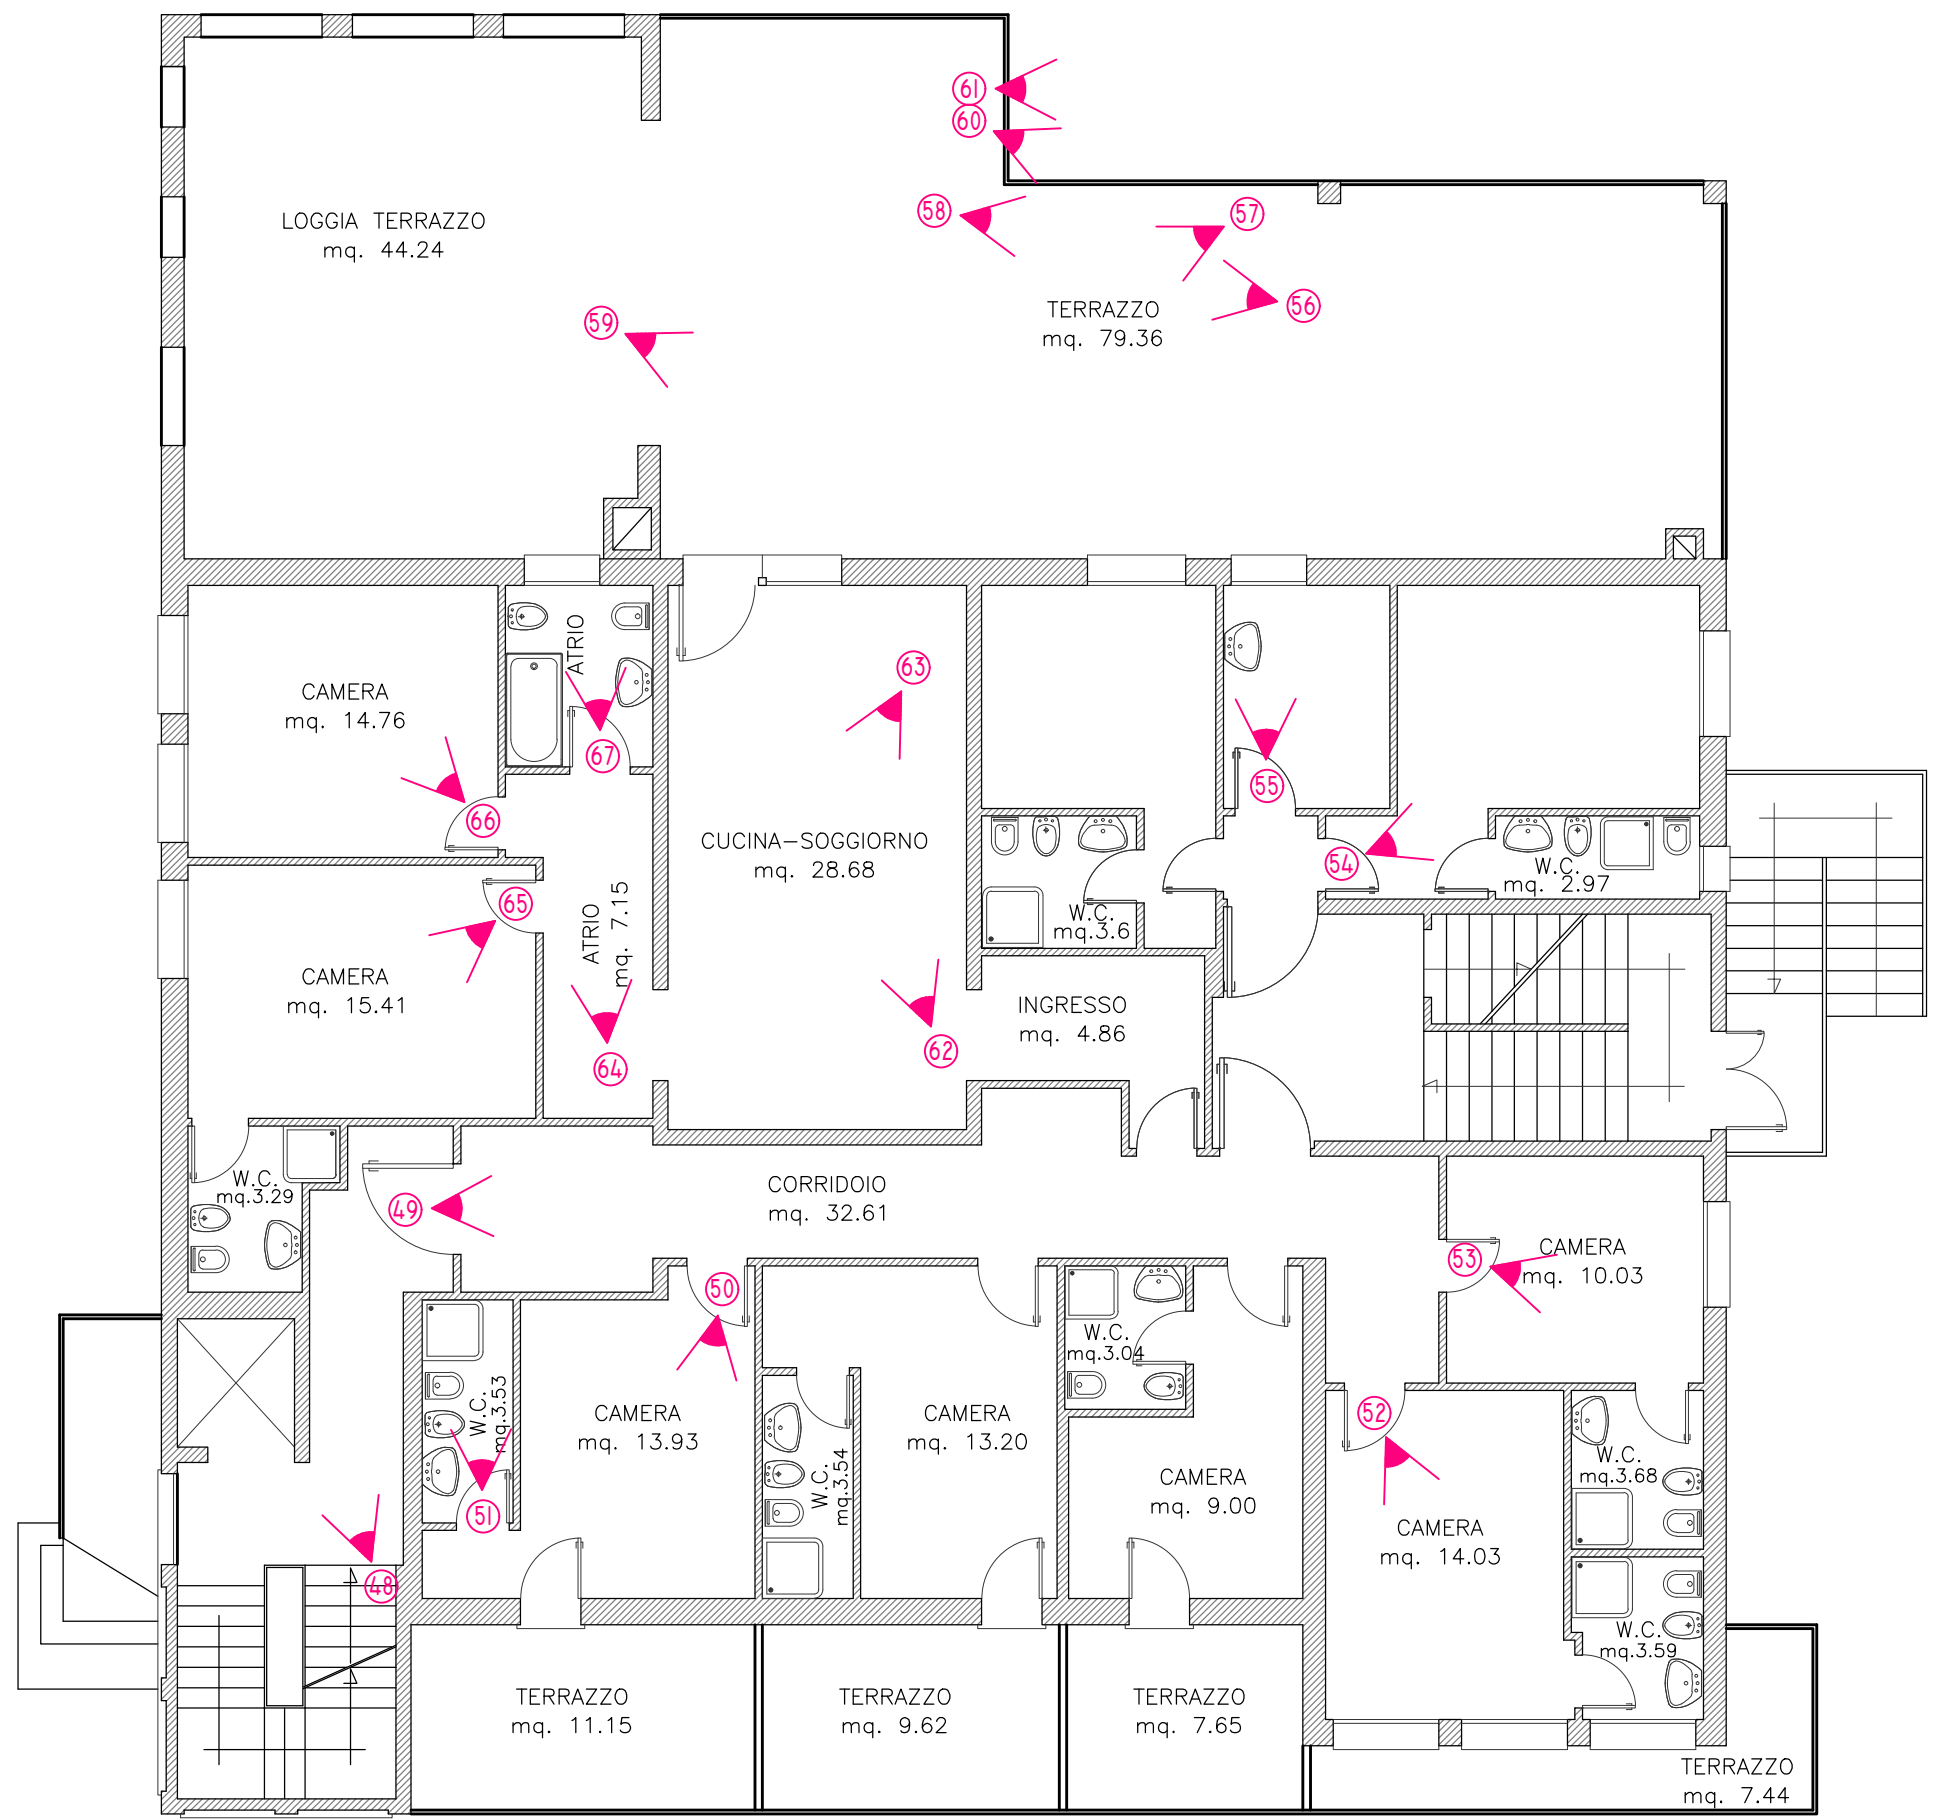 61
60
58
57
LOGGIA TERRAZZO
mq. 44.24
59
56
TERRAZZO
mq. 79.36
ATRIO
63
CAMERA
mq. 14.76
67
55
66
CUCINA-SOGGIORNO
mq. 28.68
54
W.C.
mq. 2.97
65
ATRIO
mq. 7.15
W.C.
mq.3.6
CAMERA
mq. 15.41
INGRESSO
mq. 4.86
64
62
W.C.
mq.3.29
49
CORRIDOIO
mq. 32.61
53
CAMERA
mq. 10.03
50
W.C.
mq.3.04
W.C.
mq.3.53
CAMERA
mq. 13.93
CAMERA
mq. 13.20
52
W.C.
mq.3.54
CAMERA
mq. 9.00
W.C.
mq.3.68
51
CAMERA
mq. 14.03
48
W.C.
mq.3.59
TERRAZZO
mq. 11.15
TERRAZZO
mq. 9.62
TERRAZZO
mq. 7.65
TERRAZZO
mq. 7.44